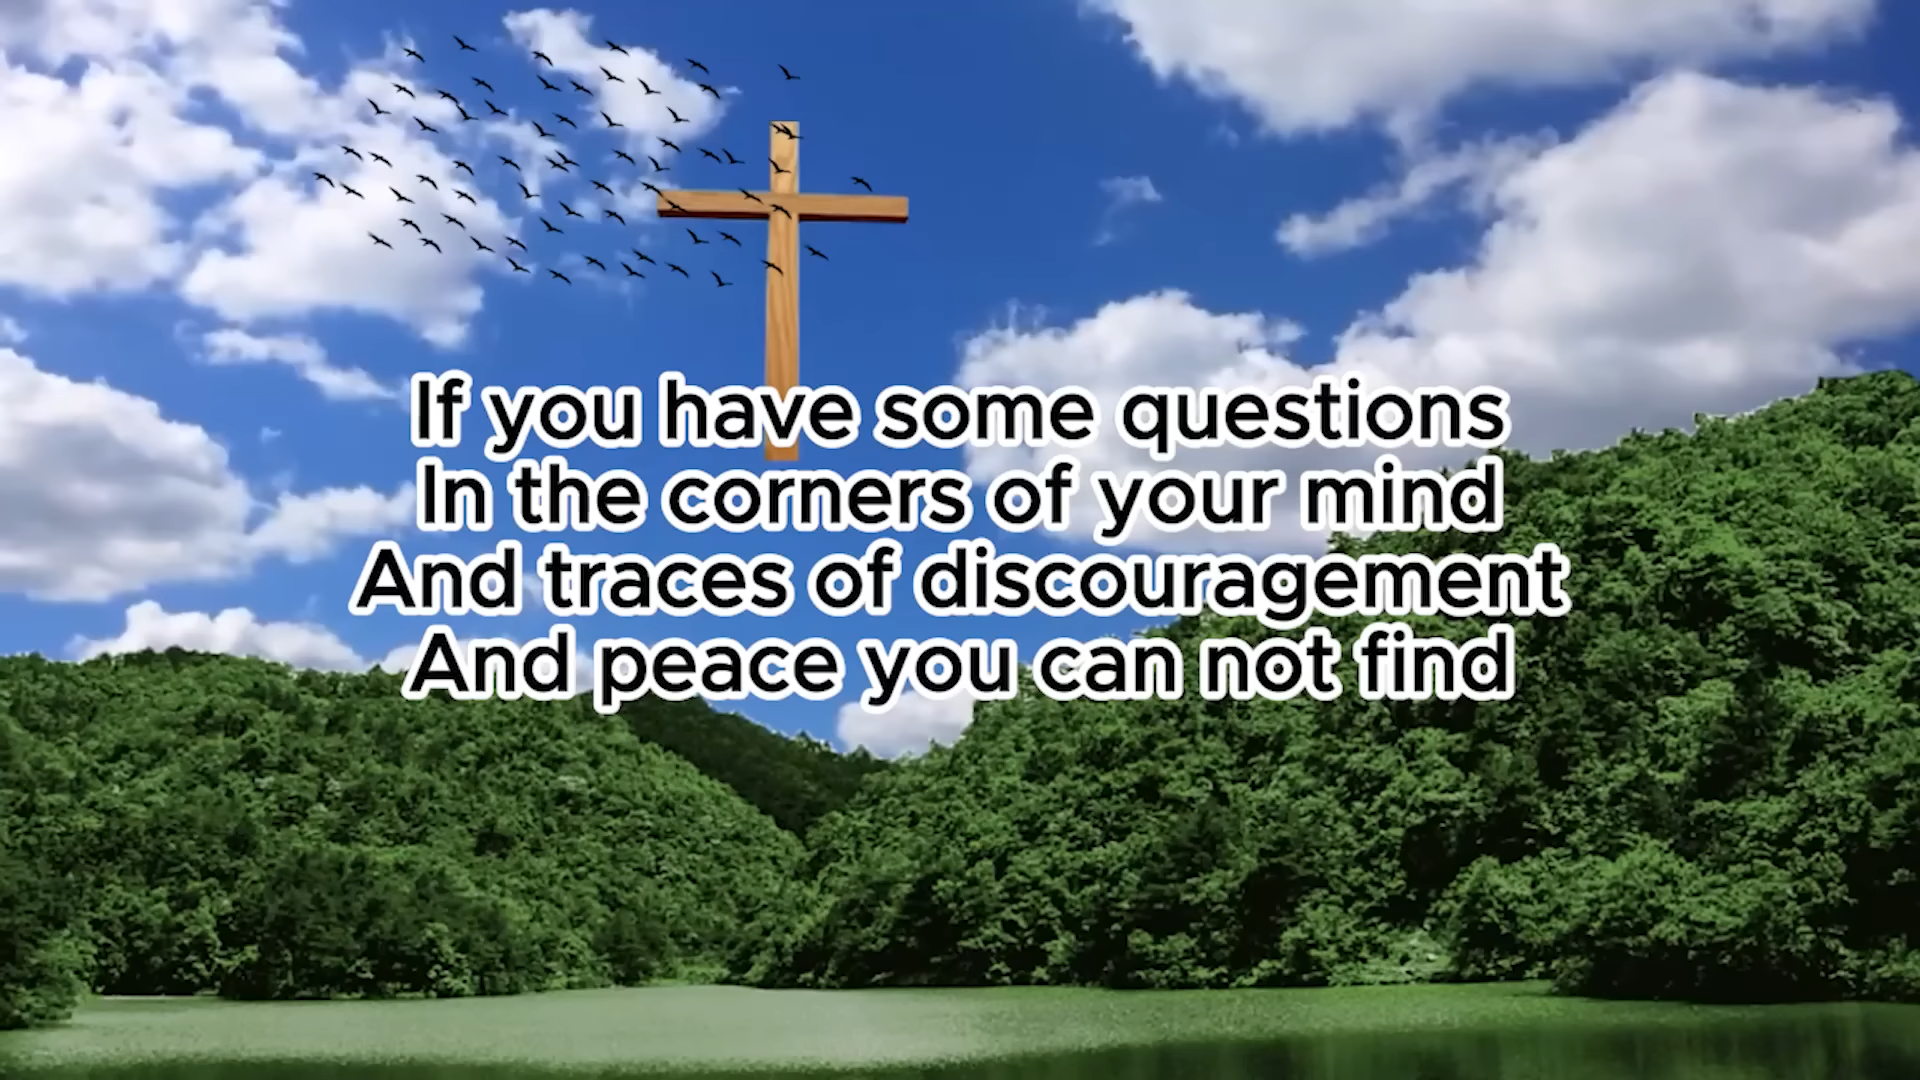 If you have some questions
In the corners of your mind
And traces of discouragement
And peace you can not find